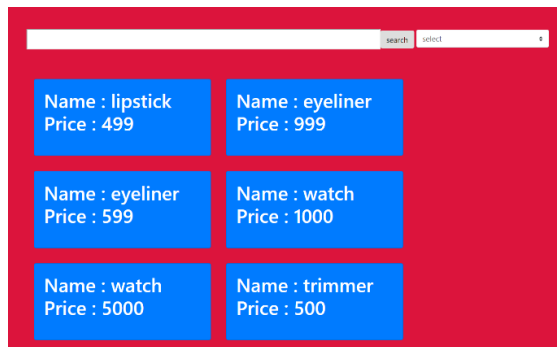 search
select
Name : lipstick
Price : 499
Name : eyeliner
Price : 999
Name : eyeliner
Price : 599
Name : watch
Price : 1000
Name : watch
Price : 5000
Name : trimmer
Price : 500